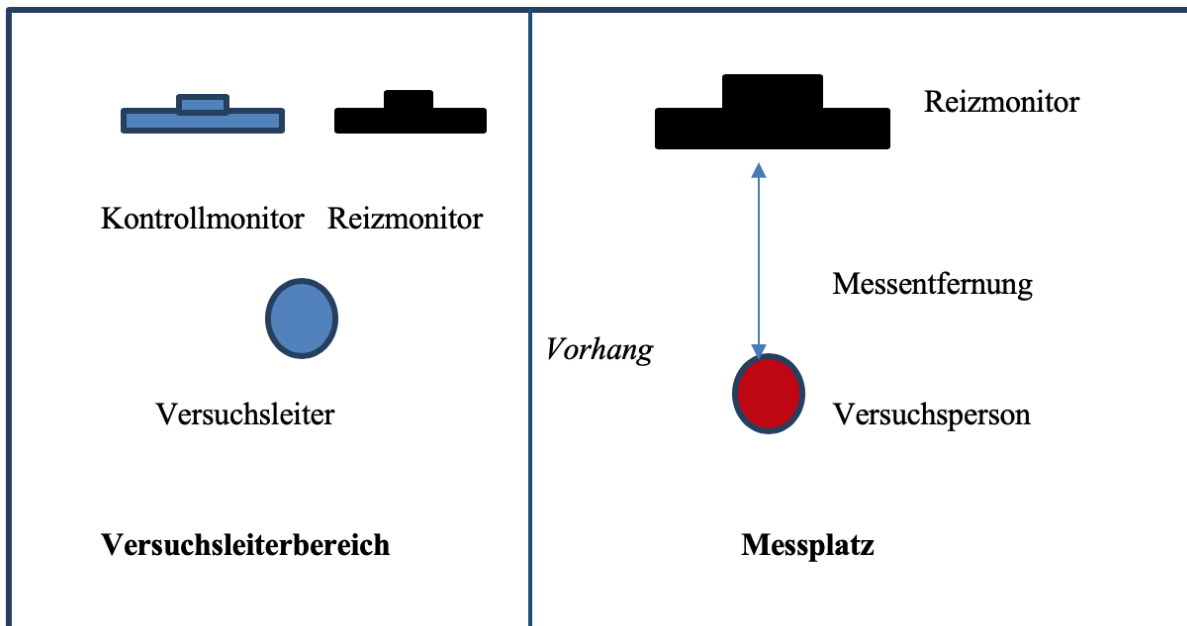 Reizmonitor
Kontrollmonitor Reizmonitor
Messentfernung
Vorhang
Versuchsleiter
Versuchsperson
Versuchsleiterbereich
Messplatz